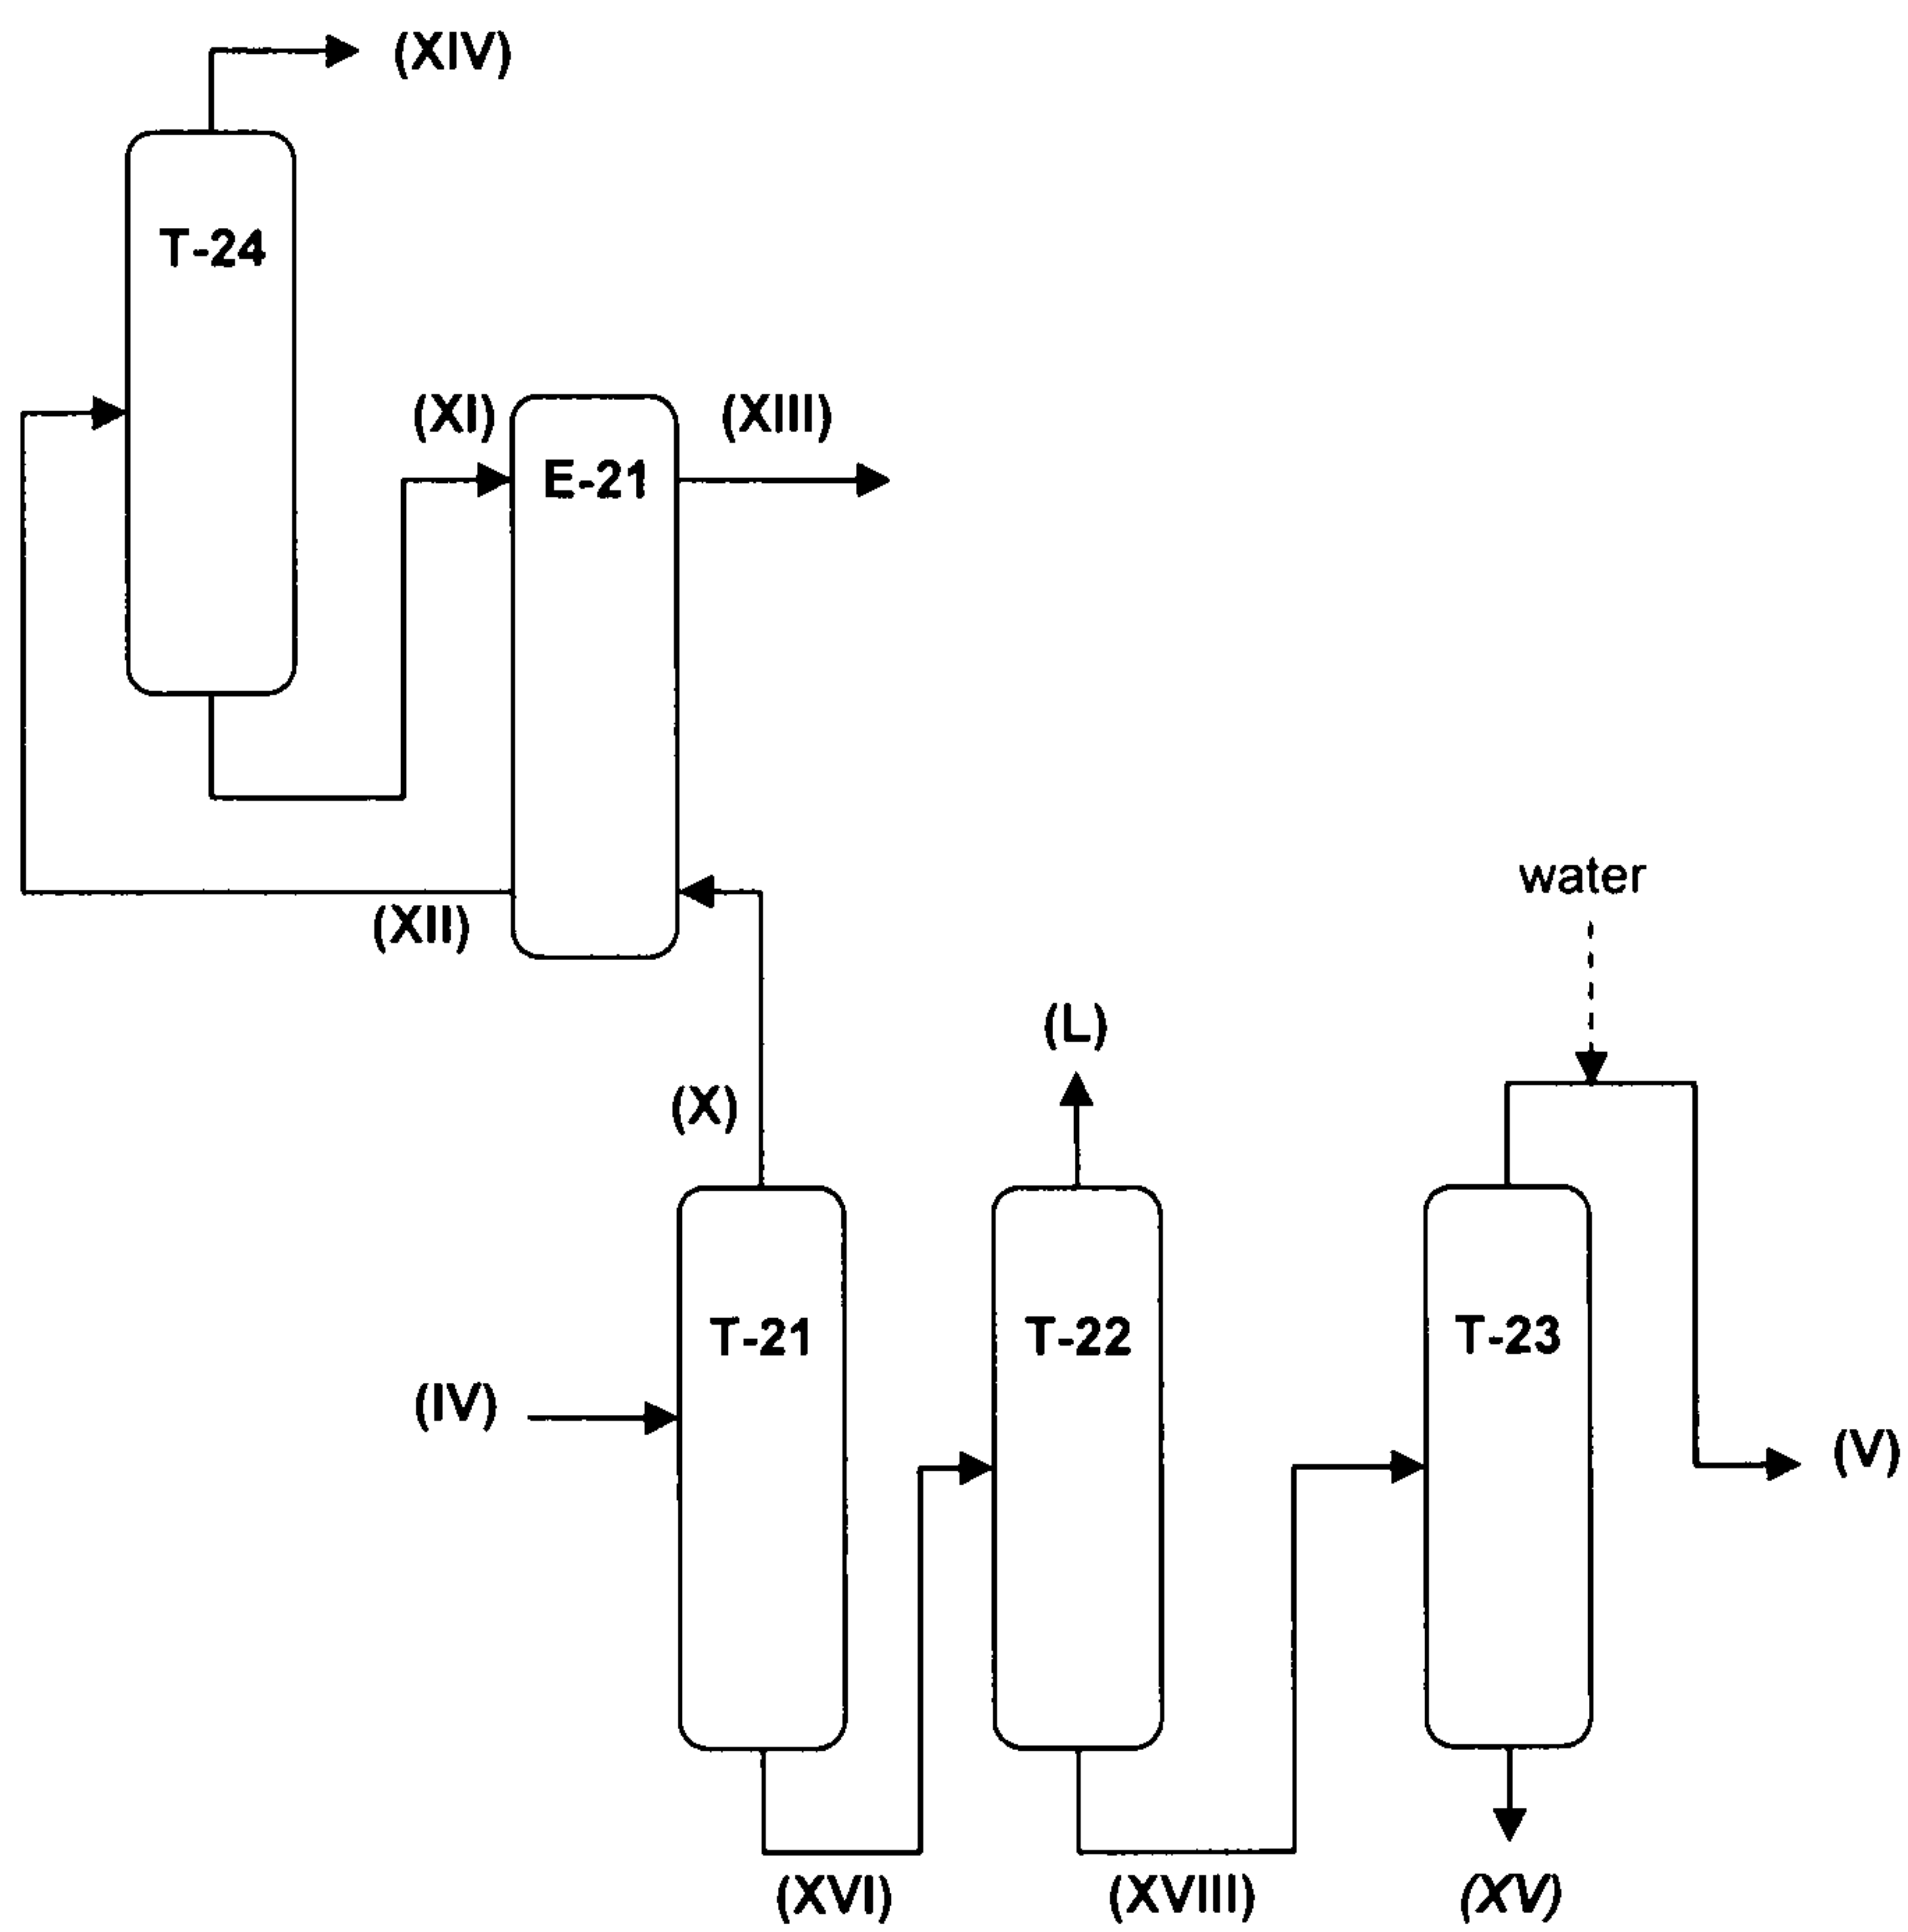 (XIV)
T-24
(XI)
(XIII)
E-21
water
(XII)
(L)
(X)
T-21
T-22
T-23
(IV)
(V)
(XVI)
(XVIII)
(XV)